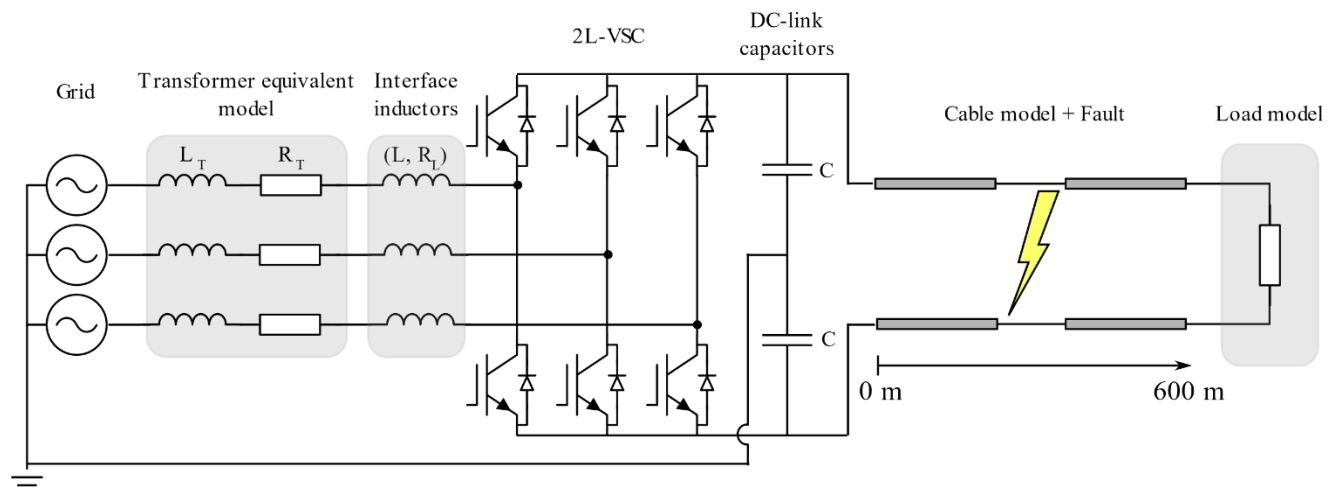 2L-VSC
DC-link
capacitors
Grid
Transformer equivalent
model
Interface
inductors
Cable model + Fault
Load model
L T
R T
(L, R L)
C
C
0 m
600 m